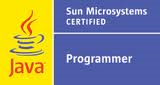 Sun Microsystems
CERTIFIED
Java
Programmer